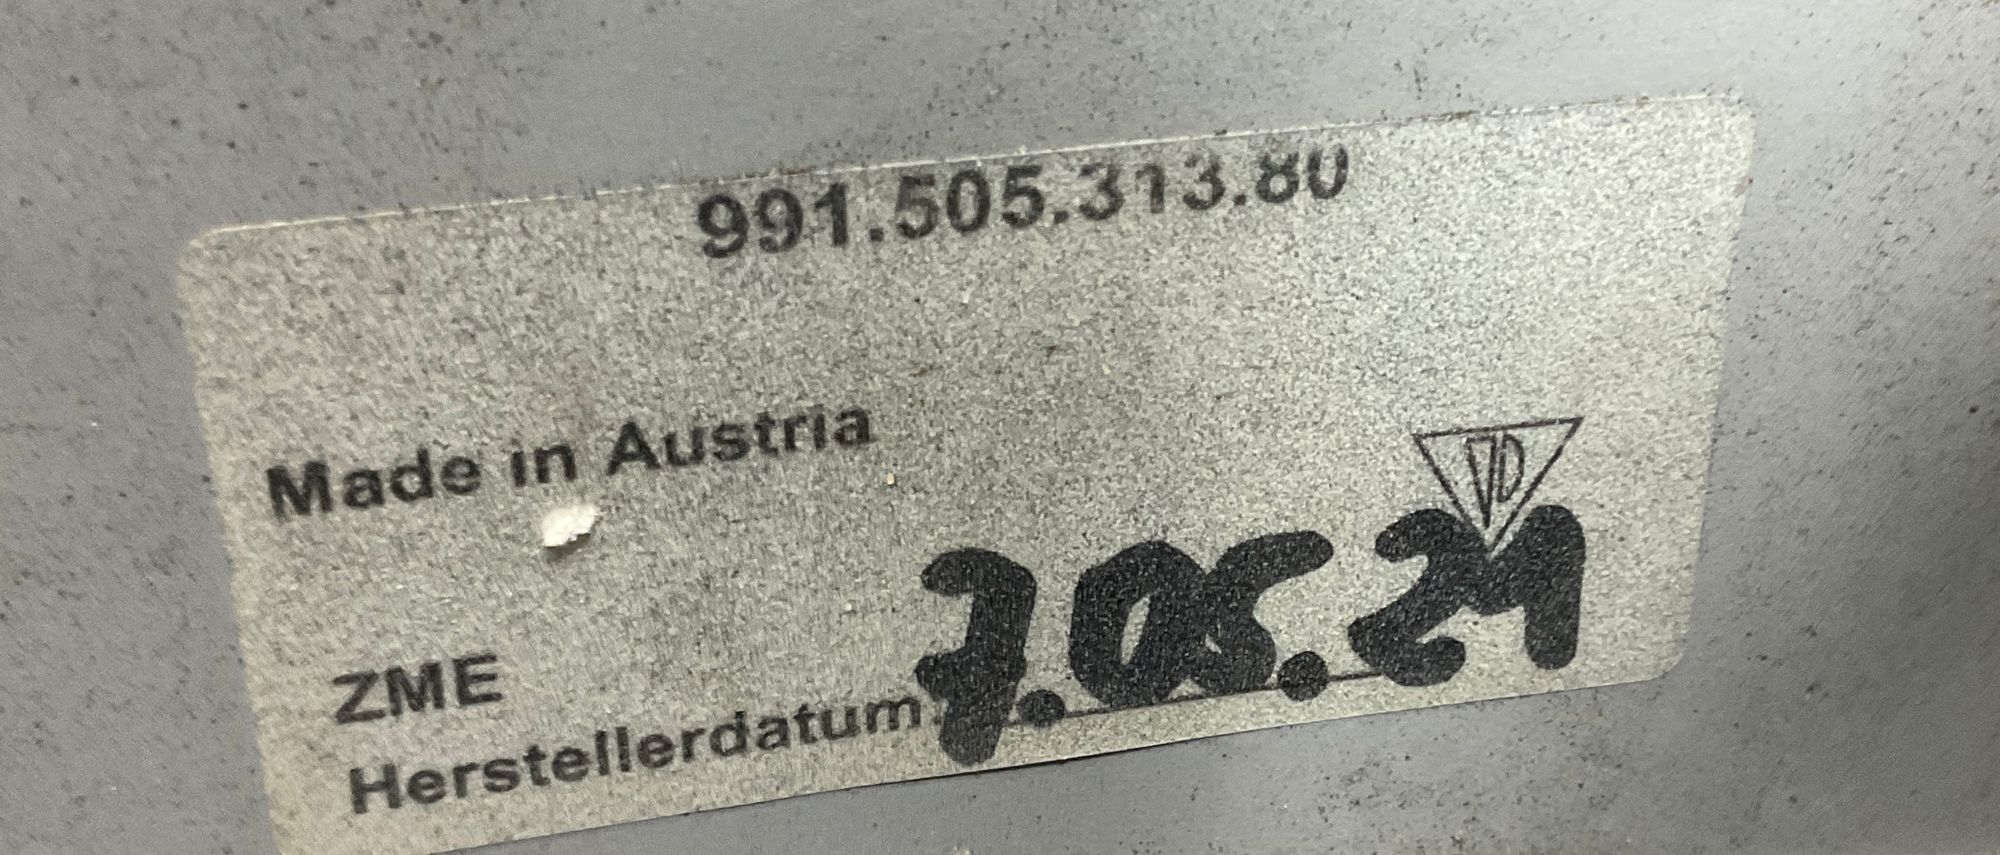 991.505.313.80
Made in Austria
ZME
Herstellerdatum: 7.05.21